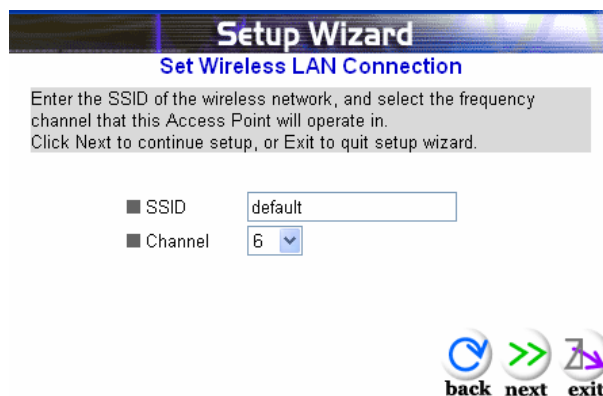 Setup Wizard
Set Wireless LAN Connection
Enter the SSID of the wireless network, and select the frequency
channel that this Access Point will operate in.
Click Next to continue setup, or Exit to quit setup wizard.
SSID default
Channel 6
back next exit